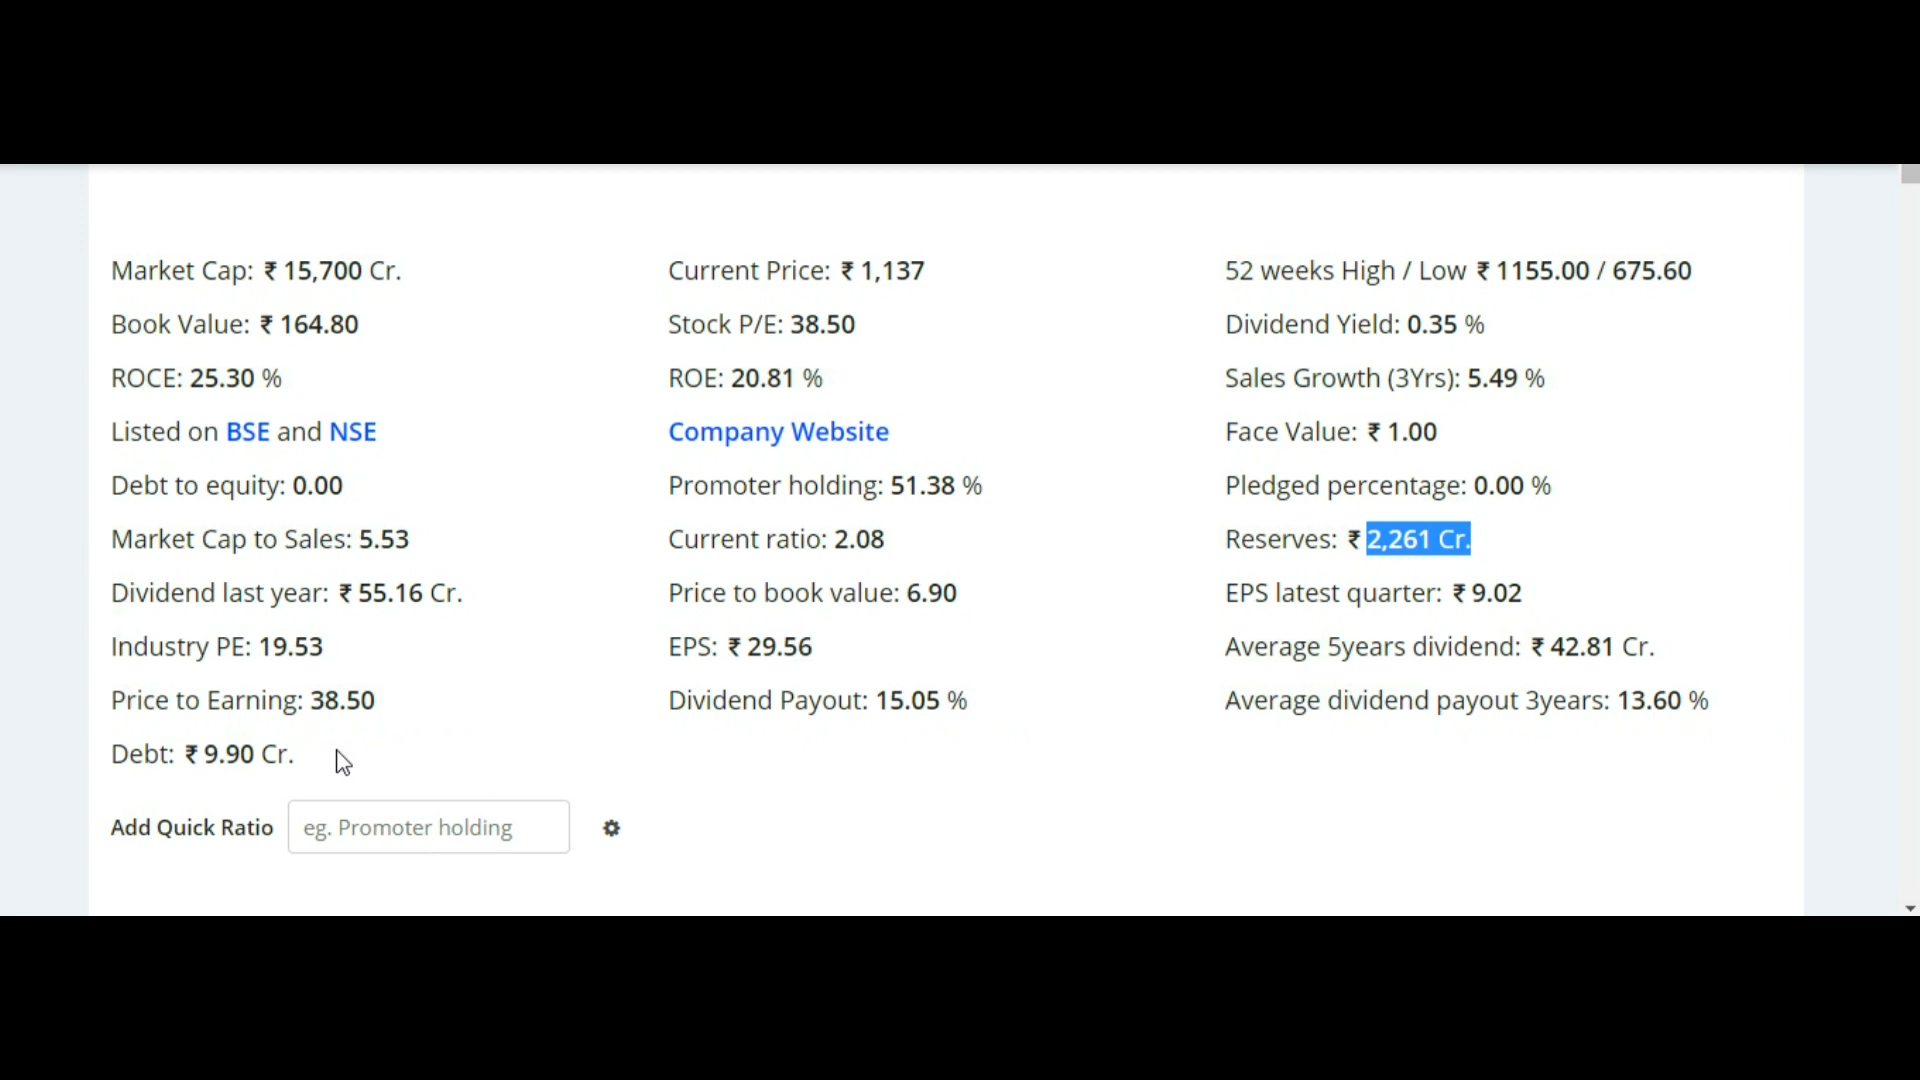 Market Cap: ₹ 15,700 Cr. Current Price: ₹ 1,137 52 weeks High / Low ₹ 1155.00 / 675.60
Book Value: ₹ 164.80 Stock P/E: 38.50 Dividend Yield: 0.35 %
ROCE: 25.30 % ROE: 20.81 % Sales Growth (3Yrs): 5.49 %
Listed on BSE and NSE Company Website Face Value: ₹ 1.00
Debt to equity: 0.00 Promoter holding: 51.38 % Pledged percentage: 0.00 %
Market Cap to Sales: 5.53 Current ratio: 2.08 Reserves: ₹ 2,261 Cr.
Dividend last year: ₹ 55.16 Cr. Price to book value: 6.90 EPS latest quarter: ₹ 9.02
Industry PE: 19.53 EPS: ₹ 29.56 Average 5years dividend: ₹ 42.81 Cr.
Price to Earning: 38.50 Dividend Payout: 15.05 % Average dividend payout 3years: 13.60 %
Debt: ₹ 9.90 Cr.
Add Quick Ratio eg. Promoter holding